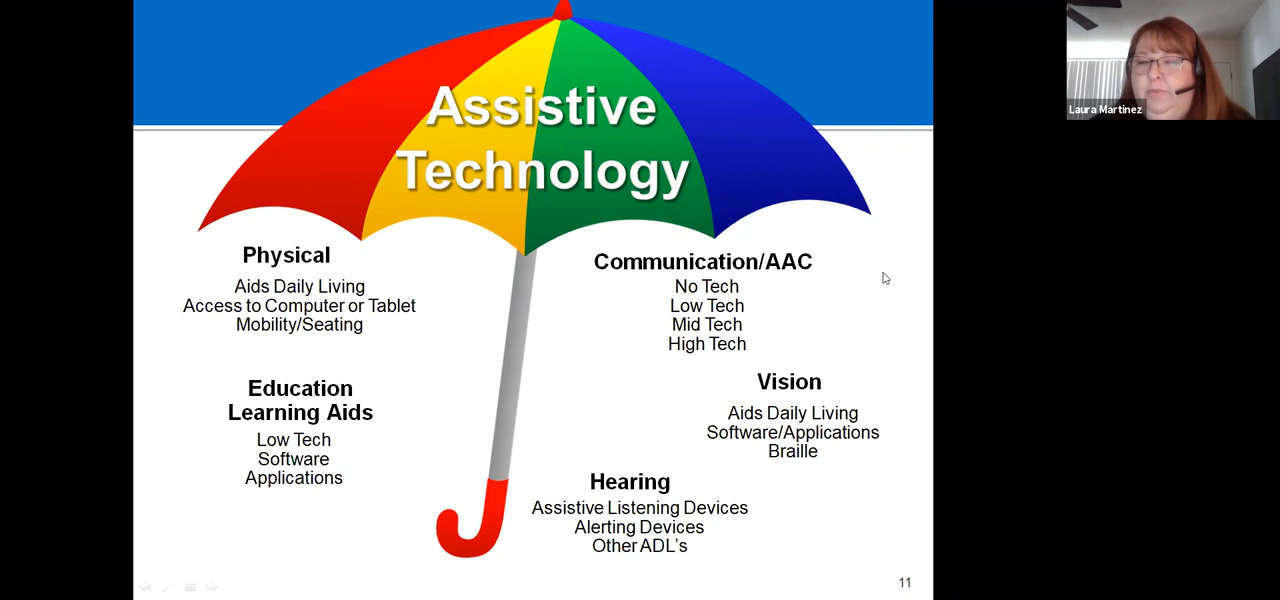 Assistive
Technology
Laura Martinez
Physical
Aids Daily Living
Access to Computer or Tablet
Mobility/Seating
Communication/AAC
No Tech
Low Tech
Mid Tech
High Tech
Education
Learning Aids
Low Tech
Software
Applications
Vision
Aids Daily Living
Software/Applications
Braille
Hearing
Assistive Listening Devices
Alerting Devices
Other ADL's
11